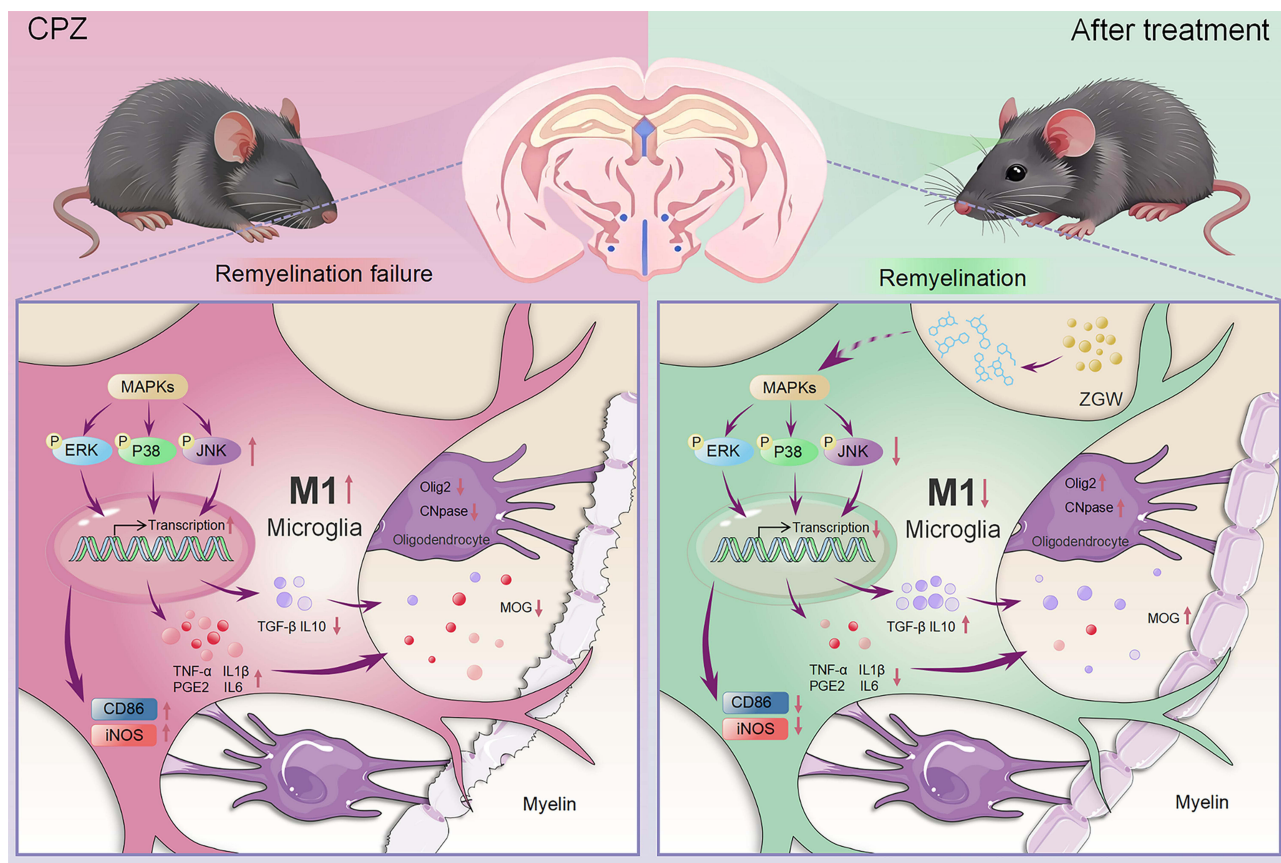 CPZ
After treatment
Remyelination failure
Remyelination
MAPKs
P
ERK
P
P38
P
JNK
M1
Microglia
Transcription
Olig2
CNpase
Oligodendrocyte
TGF-β IL10
MOG
TNF-α IL1β
PGE2 IL6
CD86
iNOS
Myelin
ZGW
MAPKs
P
ERK
P
P38
P
JNK
M1
Microglia
Transcription
Olig2
CNpase
Oligodendrocyte
TGF-β IL10
MOG
TNF-α IL1β
PGE2 IL6
CD86
iNOS
Myelin